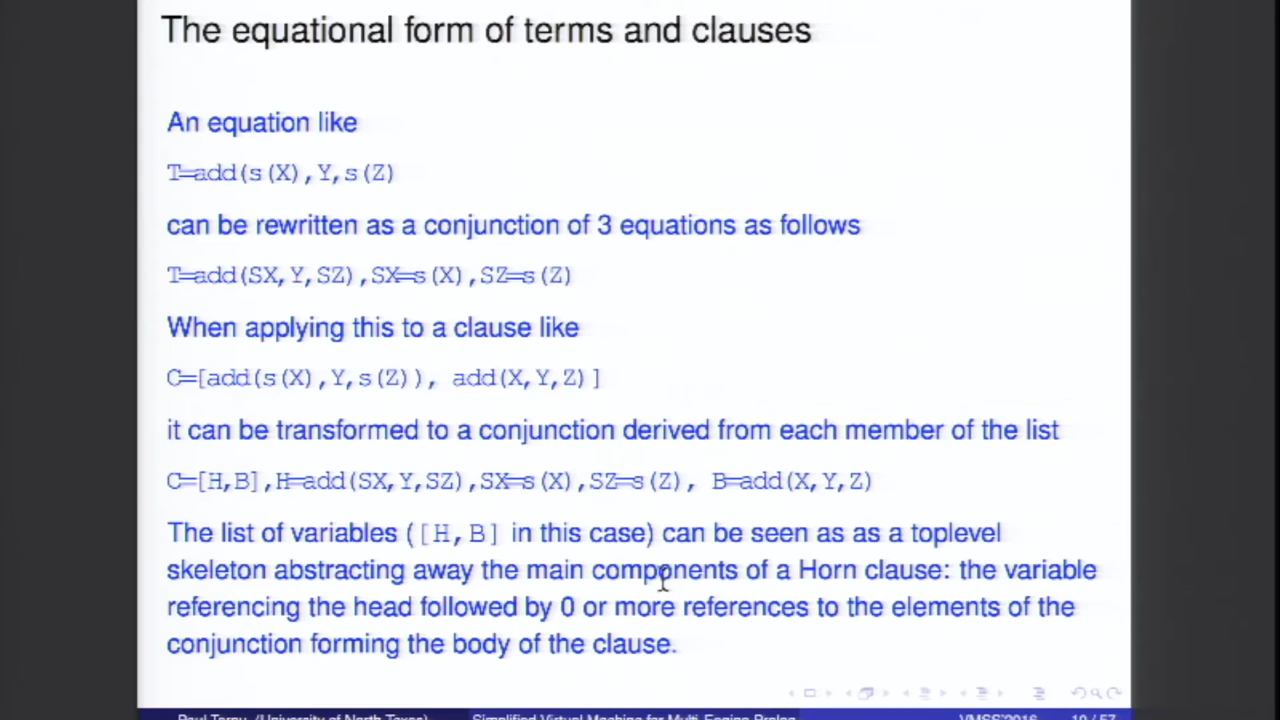 The equational form of terms and clauses
An equation like
T=add(s(X),Y,s(Z)
can be rewritten as a conjunction of 3 equations as follows
T=add(SX,Y,SZ),SX=s(X),SZ=s(Z)
When applying this to a clause like
C=[add(s(X),Y,s(Z)), add(X,Y,Z)]
it can be transformed to a conjunction derived from each member of the list
C=[H,B],H=add(SX,Y,SZ),SX=s(X),SZ=s(Z), B=add(X,Y,Z)
The list of variables ([H,B] in this case) can be seen as as a toplevel
skeleton abstracting away the main components of a Horn clause: the variable
referencing the head followed by 0 or more references to the elements of the
conjunction forming the body of the clause.
Paul Tarau (University of North Texas) Simplified Virtual Machine for Multi-Engine Prolog VMSS'2016 10 / 57